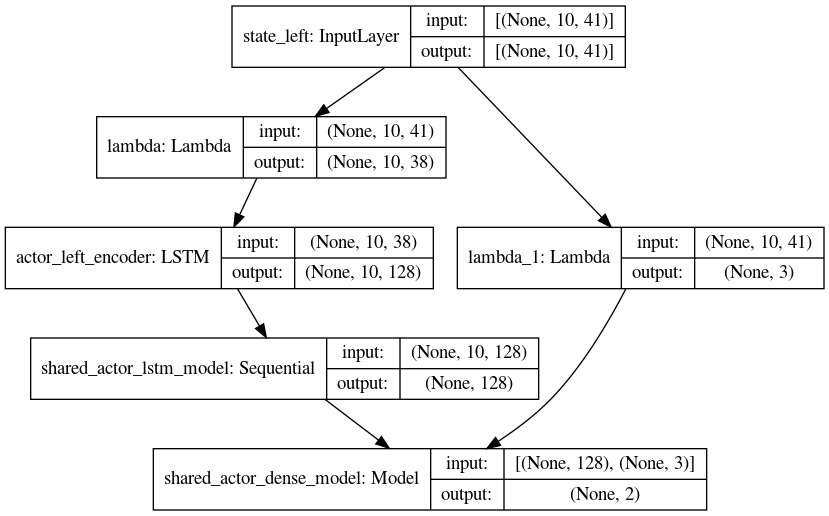 state_left: InputLayer
input: [(None, 10, 41)]
output: [(None, 10, 41)]
lambda: Lambda
input: (None, 10, 41)
output: (None, 10, 38)
actor_left_encoder: LSTM
input: (None, 10, 38)
output: (None, 10, 128)
lambda_1: Lambda
input: (None, 10, 41)
output: (None, 3)
shared_actor_lstm_model: Sequential
input: (None, 10, 128)
output: (None, 128)
shared_actor_dense_model: Model
input: [(None, 128), (None, 3)]
output: (None, 2)